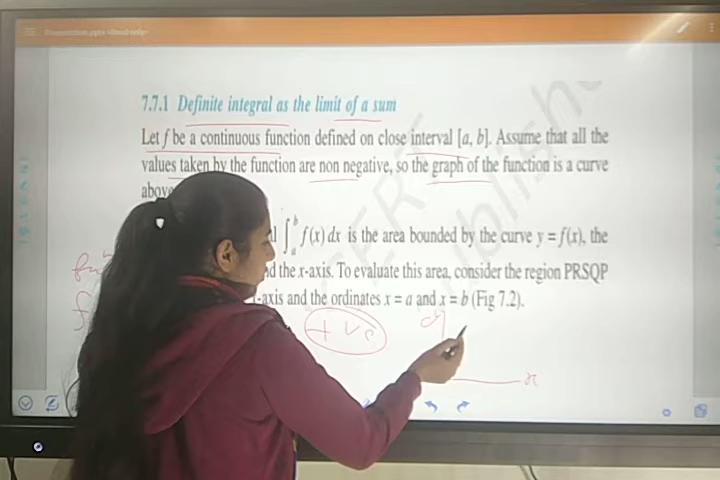 7.7.1 Definite integral as the limit of a sum
Let f be a continuous function defined on close interval [a, b]. Assume that all the
values taken by the function are non negative, so the graph of the function is a curve
above
∫ₐᵇ f(x) dx is the area bounded by the curve y = f(x), the
the x-axis. To evaluate this area, consider the region PRSQP
x-axis and the ordinates x = a and x = b (Fig 7.2).
+ve
y
x